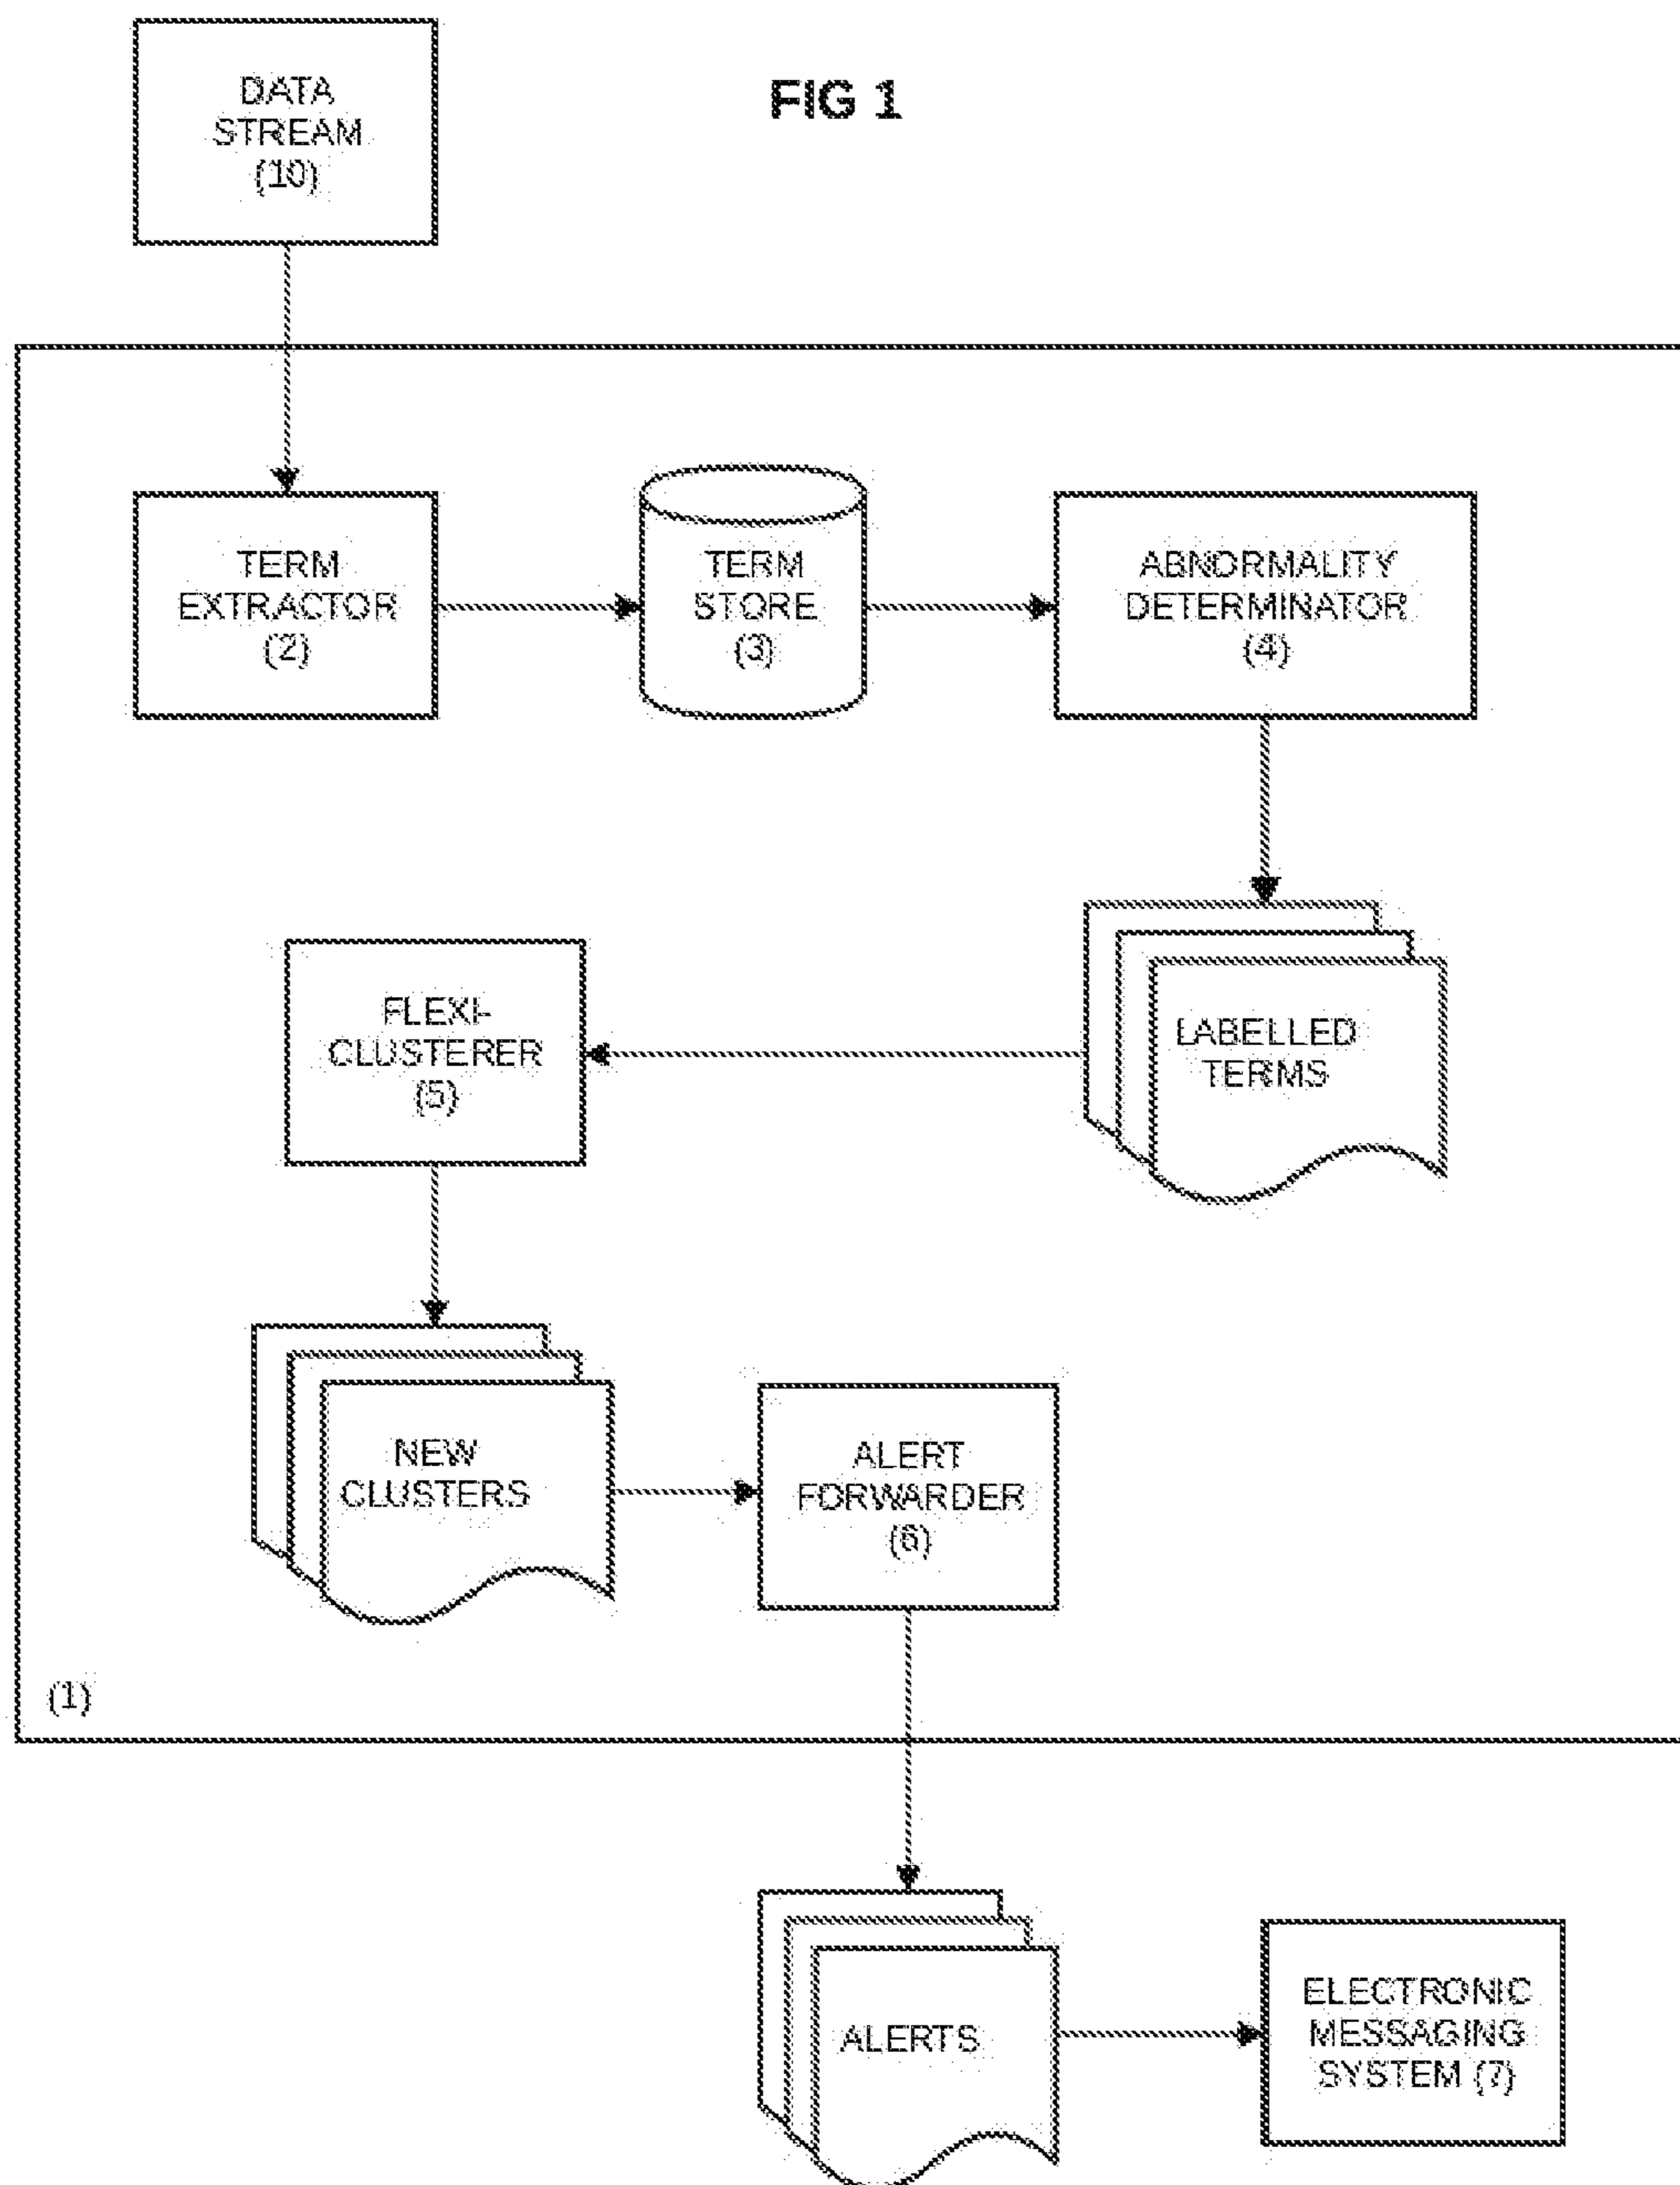 FIG 1
DATA
STREAM
(10)
TERM
EXTRACTOR
(2)
TERM
STORE
(3)
ABNORMALITY
DETERMINATOR
(4)
LABELLED
TERMS
FLEXI-
CLUSTERER
(5)
NEW
CLUSTERS
ALERT
FORWARDER
(6)
(1)
ALERTS
ELECTRONIC
MESSAGING
SYSTEM (7)